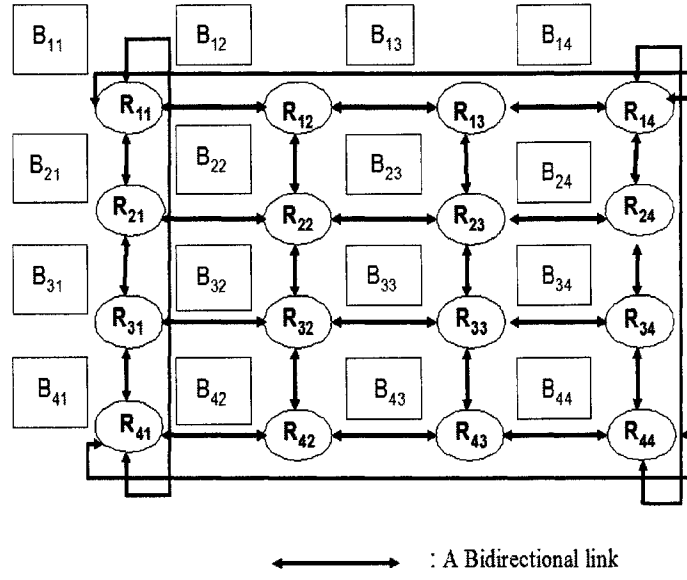 B11 B12 B13 B14
R11 R12 R13 R14
B21 B22 B23 B24
R21 R22 R23 R24
B31 B32 B33 B34
R31 R32 R33 R34
B41 B42 B43 B44
R41 R42 R43 R44
: A Bidirectional link